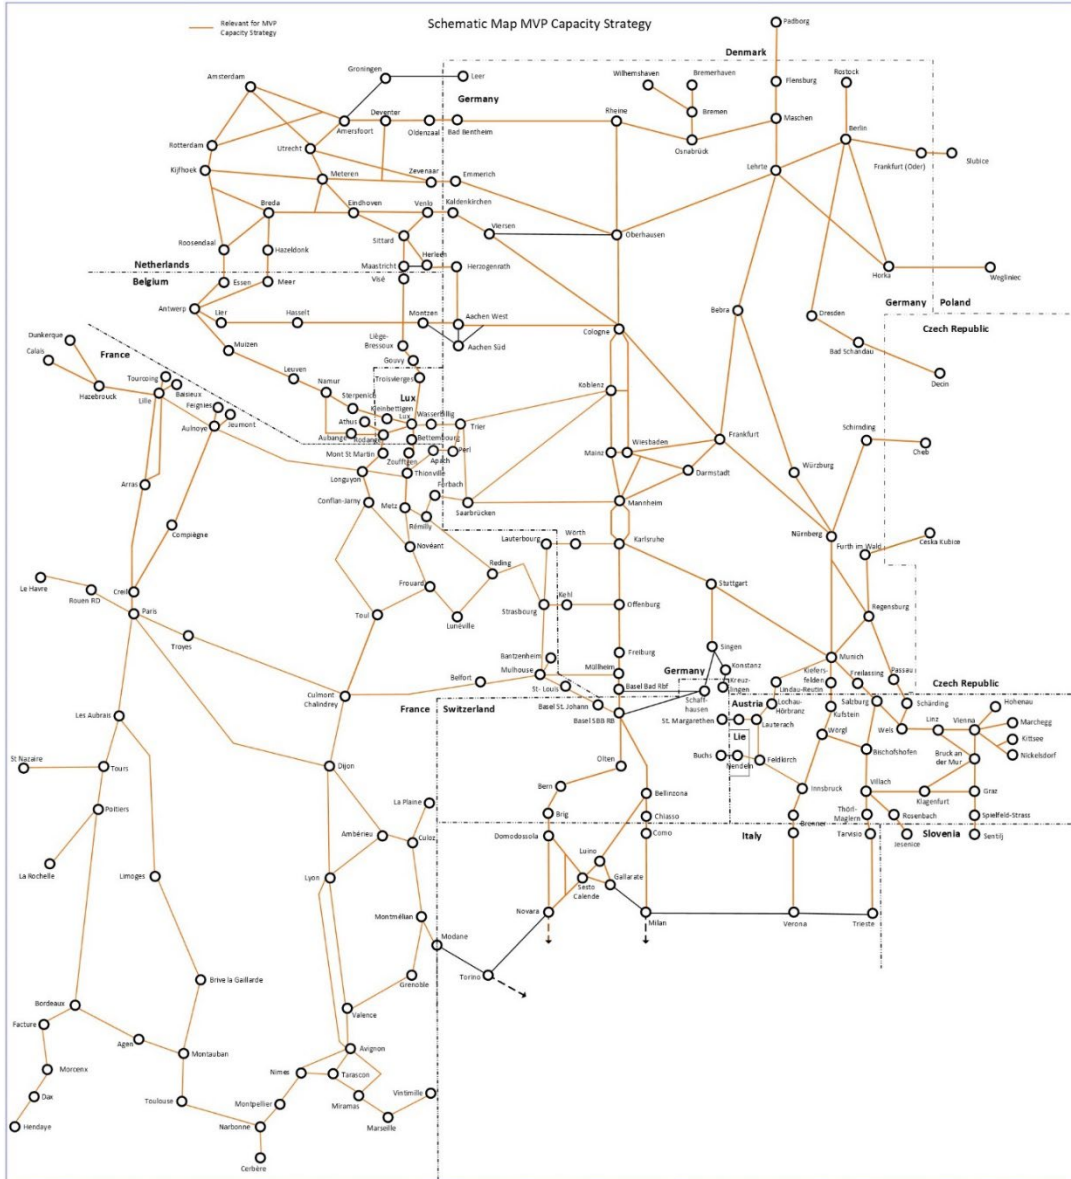 Schematic Map MVP Capacity Strategy
Relevant for MVP
Capacity Strategy
Padborg
Denmark
Groningen
Leer
Amsterdam
Germany
Wilhemshaven
Bremerhaven
Flensburg
Rostock
Deventer
Amersfoort
Oldenzaal
Bad Bentheim
Rheine
Bremen
Maschen
Berlin
Rotterdam
Utrecht
Osnabrück
Frankfurt (Oder)
Slubice
Kijfhoek
Meteren
Zevenaar
Emmerich
Lehrte
Breda
Eindhoven
Venlo
Kaldenkirchen
Viersen
Oberhausen
Roosendaal
Hazeldonk
Sittard
Netherlands
Maastricht
Herleen
Herzogenrath
Horka
Wegliniec
Belgium
Visé
Essen
Meer
Germany
Poland
Antwerp
Lier
Hasselt
Montzen
Aachen West
Cologne
Bebra
Dresden
Czech Republic
Dunkerque
Muizen
Liège-
Bressoux
Aachen Süd
Bad Schandau
Calais
France
Gouvy
Decin
Tourcoing
Leuven
Troisvierges
Hazebrouck
Baisieux
Namur
Koblenz
Lille
Feignies
Sterpenich
Lux
Kleinbettigen
Aulnoye
Jeumont
Athus
Lux
Wasserbillig
Trier
Schirnding
Aubange
Rodange
Bettembourg
Wiesbaden
Frankfurt
Cheb
Mont St Martin
Zoufftgen
Apach
Perl
Mainz
Longuyon
Thionville
Darmstadt
Würzburg
Arras
Forbach
Conflan-Jarny
Metz
Saarbrücken
Mannheim
Rémilly
Compiègne
Lauterbourg
Wörth
Karlsruhe
Nürnberg
Furth im Wald
Ceska Kubice
Novéant
Reding
Le Havre
Creil
Frouard
Stuttgart
Rouen RD
Paris
Toul
Lunéville
Strasbourg
Kehl
Offenburg
Regensburg
Troyes
Singen
Bantzenheim
Freiburg
Munich
Mulhouse
Müllheim
Germany
Konstanz
Kiefers-
felden
Freilassing
Passau
Belfort
St- Louis
Basel Bad Rbf
Kreuz-
lingen
Lindau-Reutin
Czech Republic
Culmont
Chalindrey
France
Switzerland
Basel St. Johann
Schaff-
hausen
Austria
Lochau-
Hörbranz
Salzburg
Schärding
Hohenau
Les Aubrais
Basel SBB RB
St. Margarethen
Lauterach
Kufstein
Wels
Linz
Vienna
Marchegg
Lie
Wörgl
Kittsee
St Nazaire
Tours
Dijon
Olten
Buchs
Nendeln
Feldkirch
Bischofshofen
Bruck an
der Mur
Nickelsdorf
Poitiers
La Plaine
Bern
Bellinzona
Innsbruck
Villach
Klagenfurt
Graz
Brig
Chiasso
Brenner
Thörl-
Maglern
Rosenbach
Spielfeld-Strass
Ambérieu
Culoz
Domodossola
Como
Italy
Tarvisio
Jesenice
Slovenia
Sentilj
La Rochelle
Limoges
Lyon
Luino
Sesto
Calende
Gallarate
Montmélian
Novara
Milan
Verona
Trieste
Modane
Torino
Brive la Gaillarde
Grenoble
Bordeaux
Valence
Facture
Agen
Montauban
Avignon
Morcenx
Nimes
Tarascon
Dax
Toulouse
Montpellier
Miramas
Vintimille
Hendaye
Narbonne
Marseille
Cerbère